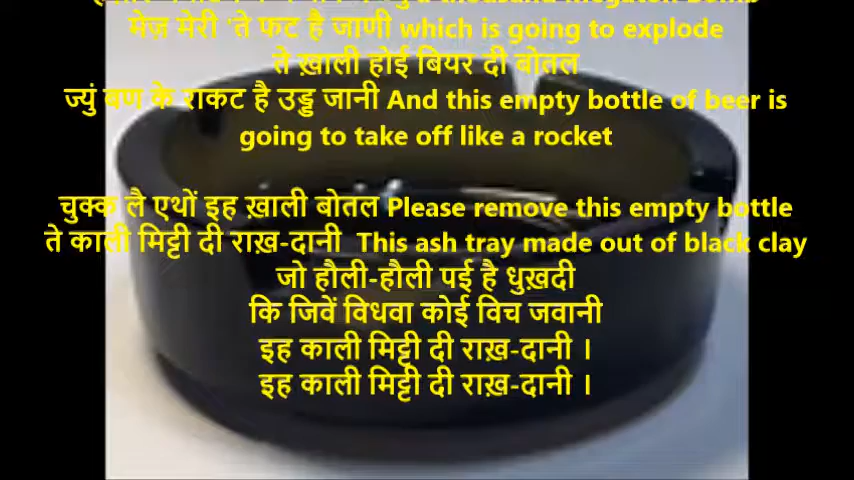 मेज़ मेरी 'ते फट है जाणी which is going to explode
ते ख़ाली होई बियर दी बोतल
ज्युं बण के राकट है उड्ड जानी And this empty bottle of beer is
going to take off like a rocket
चुक्क लै एथों इह ख़ाली बोतल Please remove this empty bottle
ते काली मिट्टी दी राख़-दानी This ash tray made out of black clay
जो हौली-हौली पई है धुख़दी
कि जिवें विधवा कोई विच जवानी
इह काली मिट्टी दी राख़-दानी ।
इह काली मिट्टी दी राख़-दानी ।